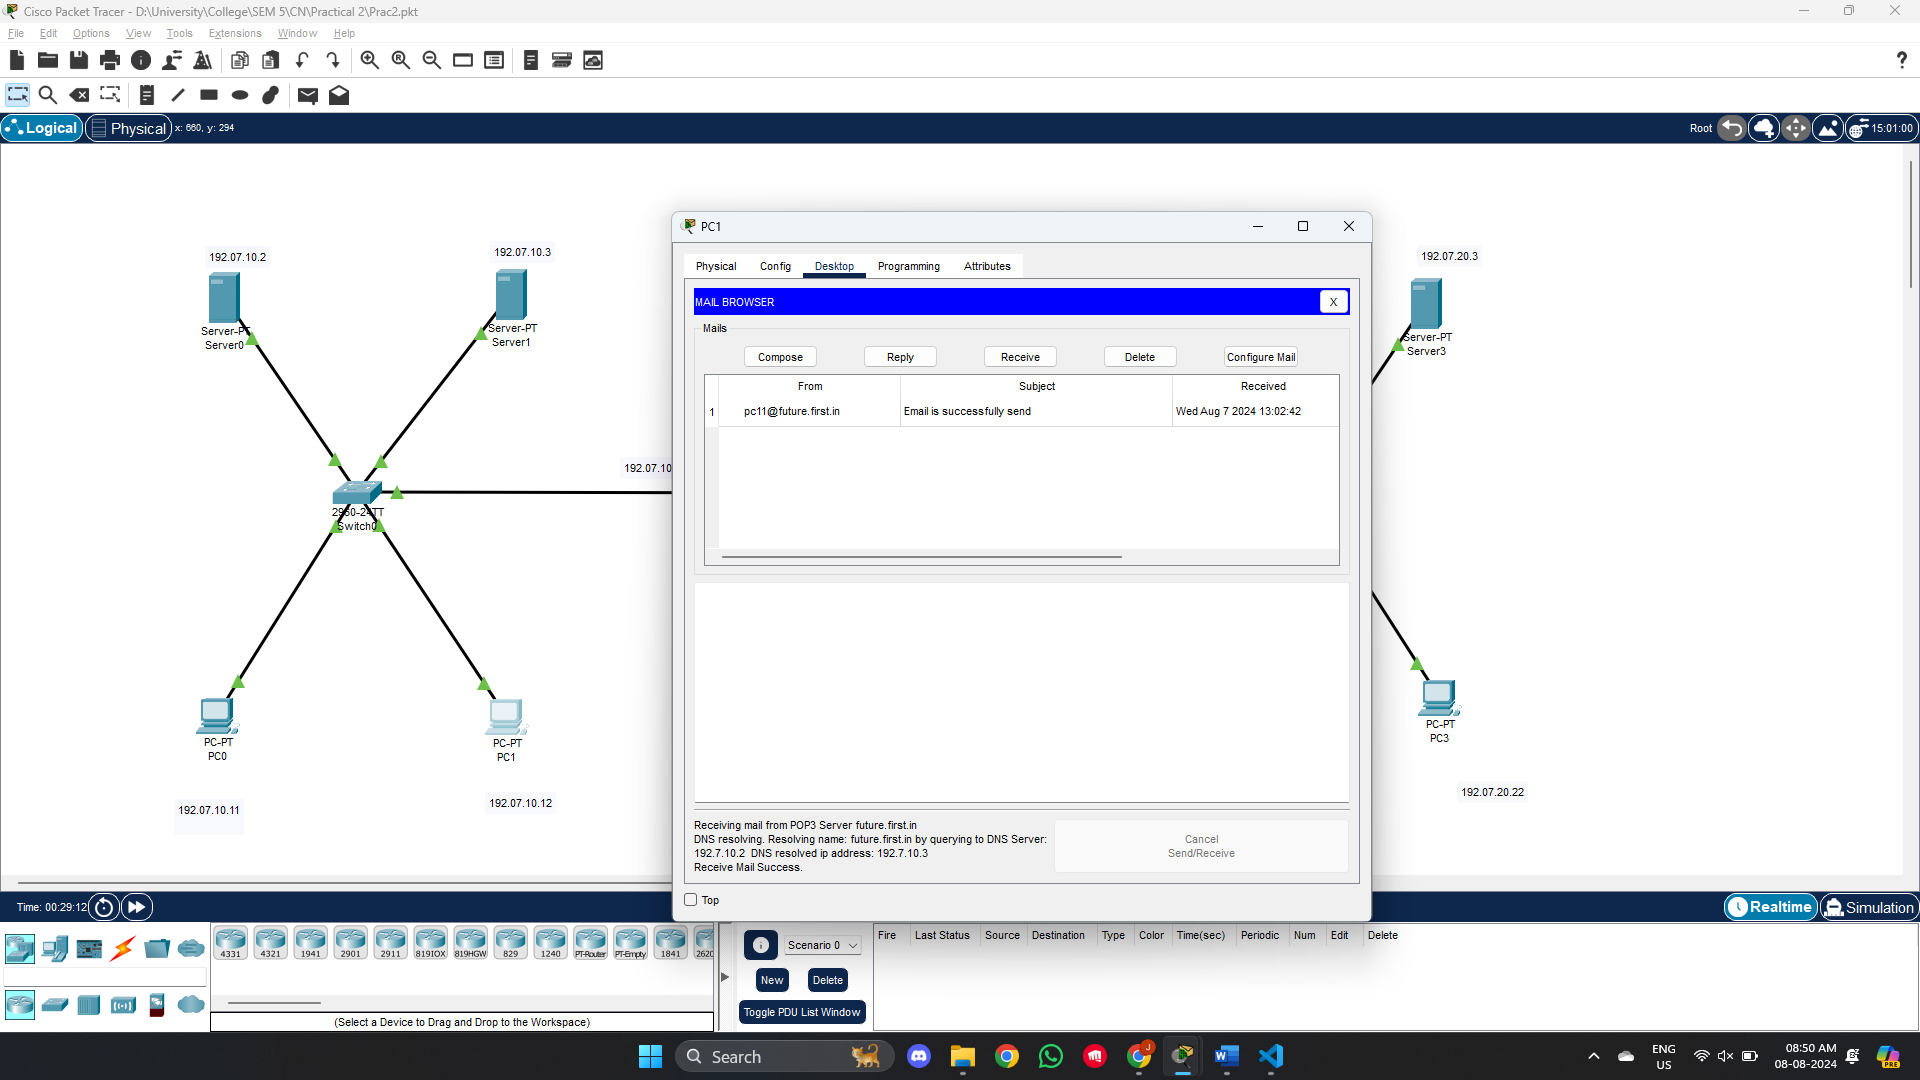 Cisco Packet Tracer - D:\University\College\SEM 5\CN\Practical 2\Prac2.pkt
File Edit Options View Tools Extensions Window Help
?
Logical Physical x: 660, y: 294 Root 15:01:00
192.07.10.2
192.07.10.3
192.07.20.3
Server-PT
Server0
Server-PT
Server1
Server-PT
Server3
192.07.10
2960-24TT
Switch0
PC-PT
PC0
PC-PT
PC1
PC-PT
PC3
192.07.10.11
192.07.10.12
192.07.20.22
PC1
Physical Config Desktop Programming Attributes
MAIL BROWSER X
Mails
Compose Reply Receive Delete Configure Mail
From Subject Received
1 pc11@future.first.in Email is successfully send Wed Aug 7 2024 13:02:42
Receiving mail from POP3 Server future.first.in
DNS resolving. Resolving name: future.first.in by querying to DNS Server:
192.7.10.2 DNS resolved ip address: 192.7.10.3
Receive Mail Success.
Cancel
Send/Receive
Top
Time: 00:29:12 Realtime Simulation
4331 4321 1941 2901 2911 819IOX 819HGW 829 1240 PT-Router PT-Empty 1841 2620
(Select a Device to Drag and Drop to the Workspace)
Scenario 0
New Delete
Toggle PDU List Window
Fire Last Status Source Destination Type Color Time(sec) Periodic Num Edit Delete
Search
J
ENG
US
08:50 AM
08-08-2024
PRE